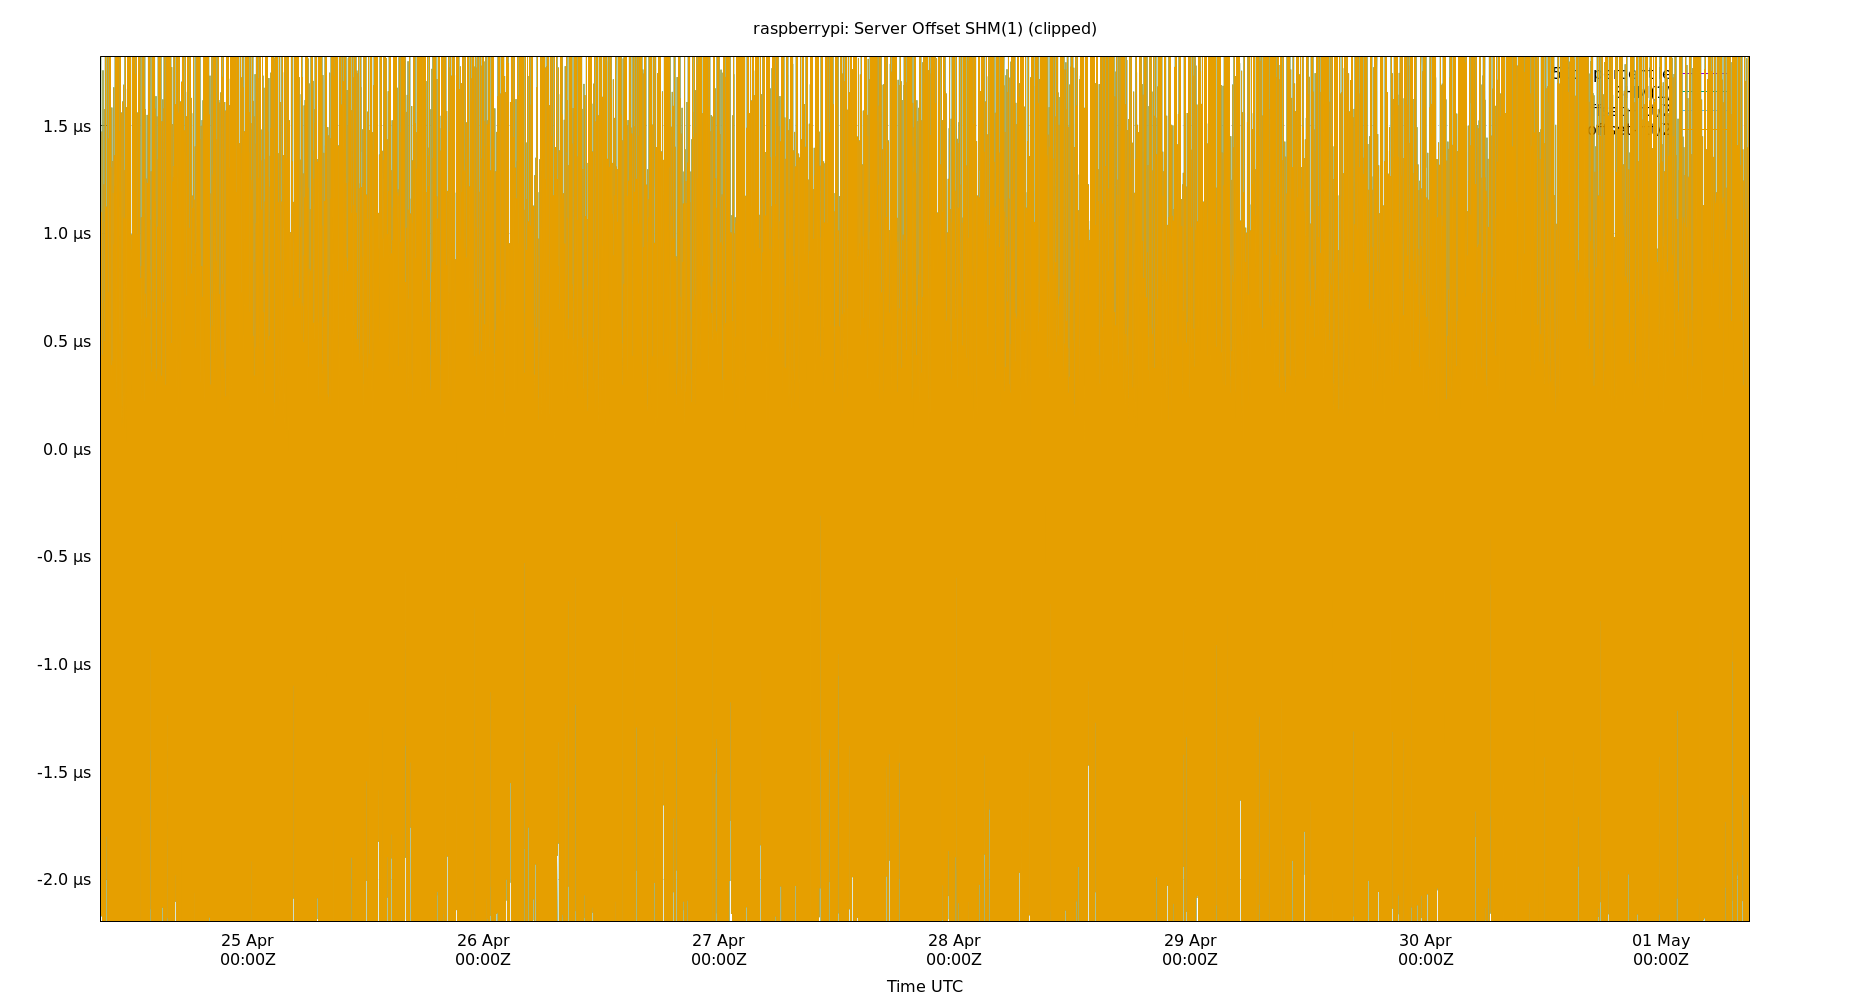 raspberrypi: Server Offset SHM(1) (clipped)
1.5 µs
1.0 µs
0.5 µs
0.0 µs
-0.5 µs
-1.0 µs
-1.5 µs
-2.0 µs
25 Apr
00:00Z
26 Apr
00:00Z
27 Apr
00:00Z
28 Apr
00:00Z
29 Apr
00:00Z
30 Apr
00:00Z
01 May
00:00Z
Time UTC